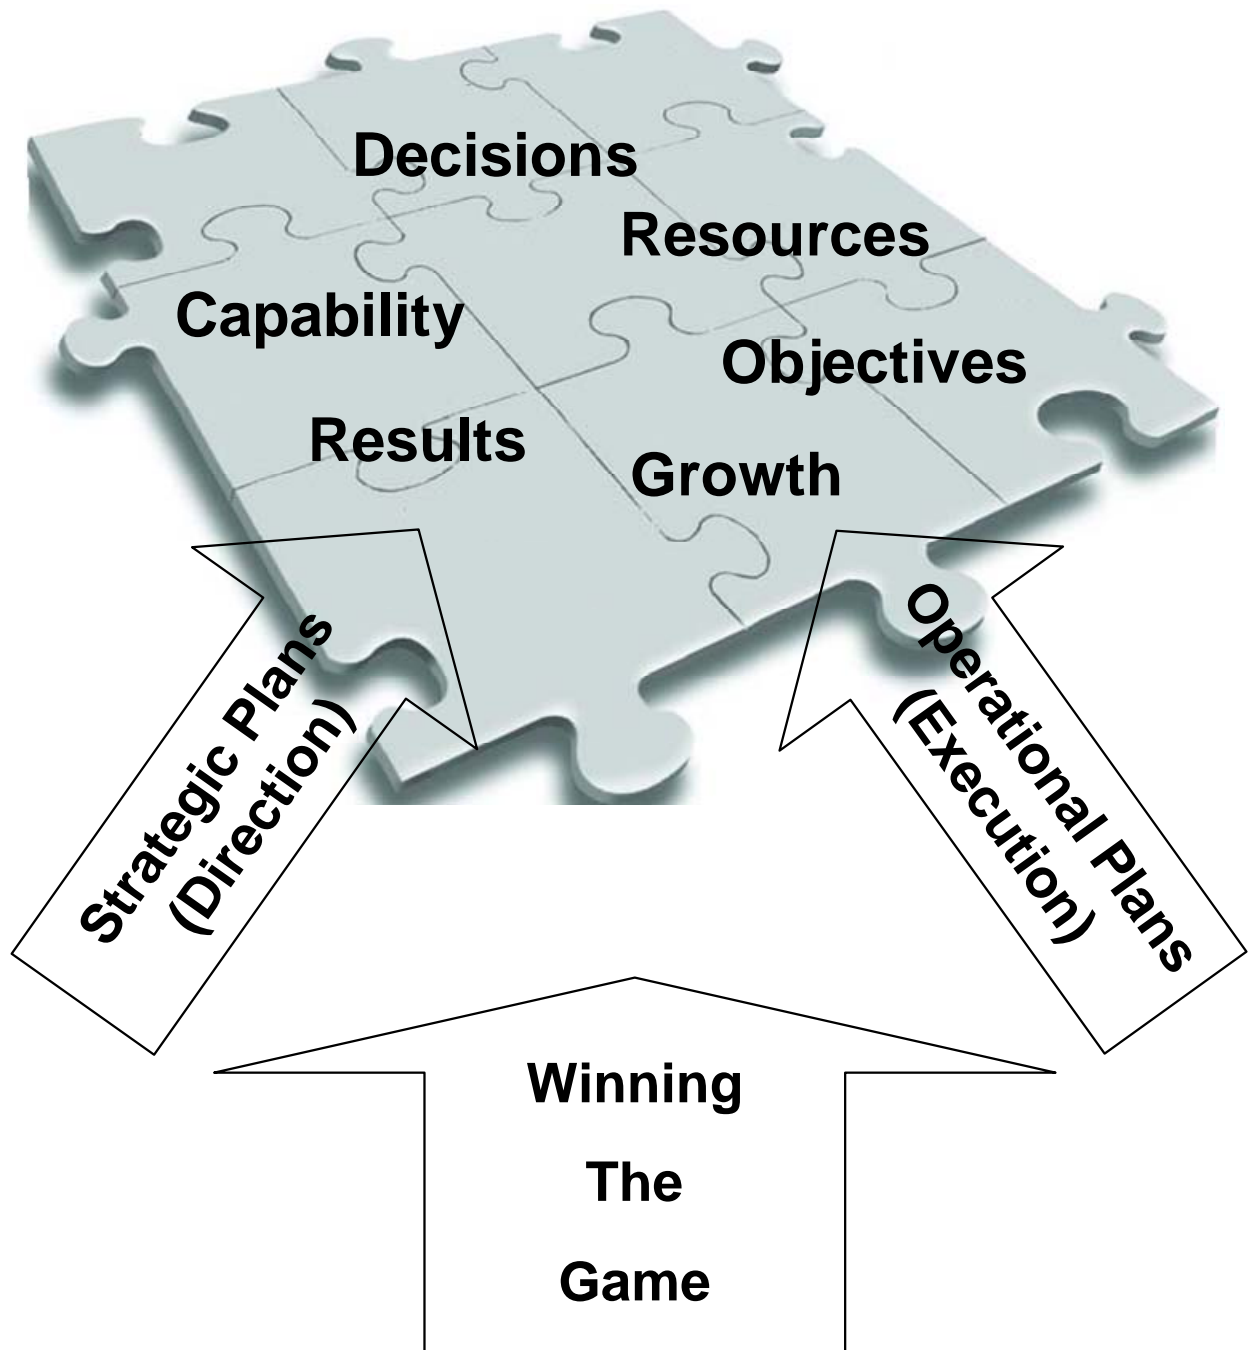 Decisions
Resources
Capability
Objectives
Results
Growth
Strategic Plans
(Direction)
Operational Plans
(Execution)
Winning
The
Game